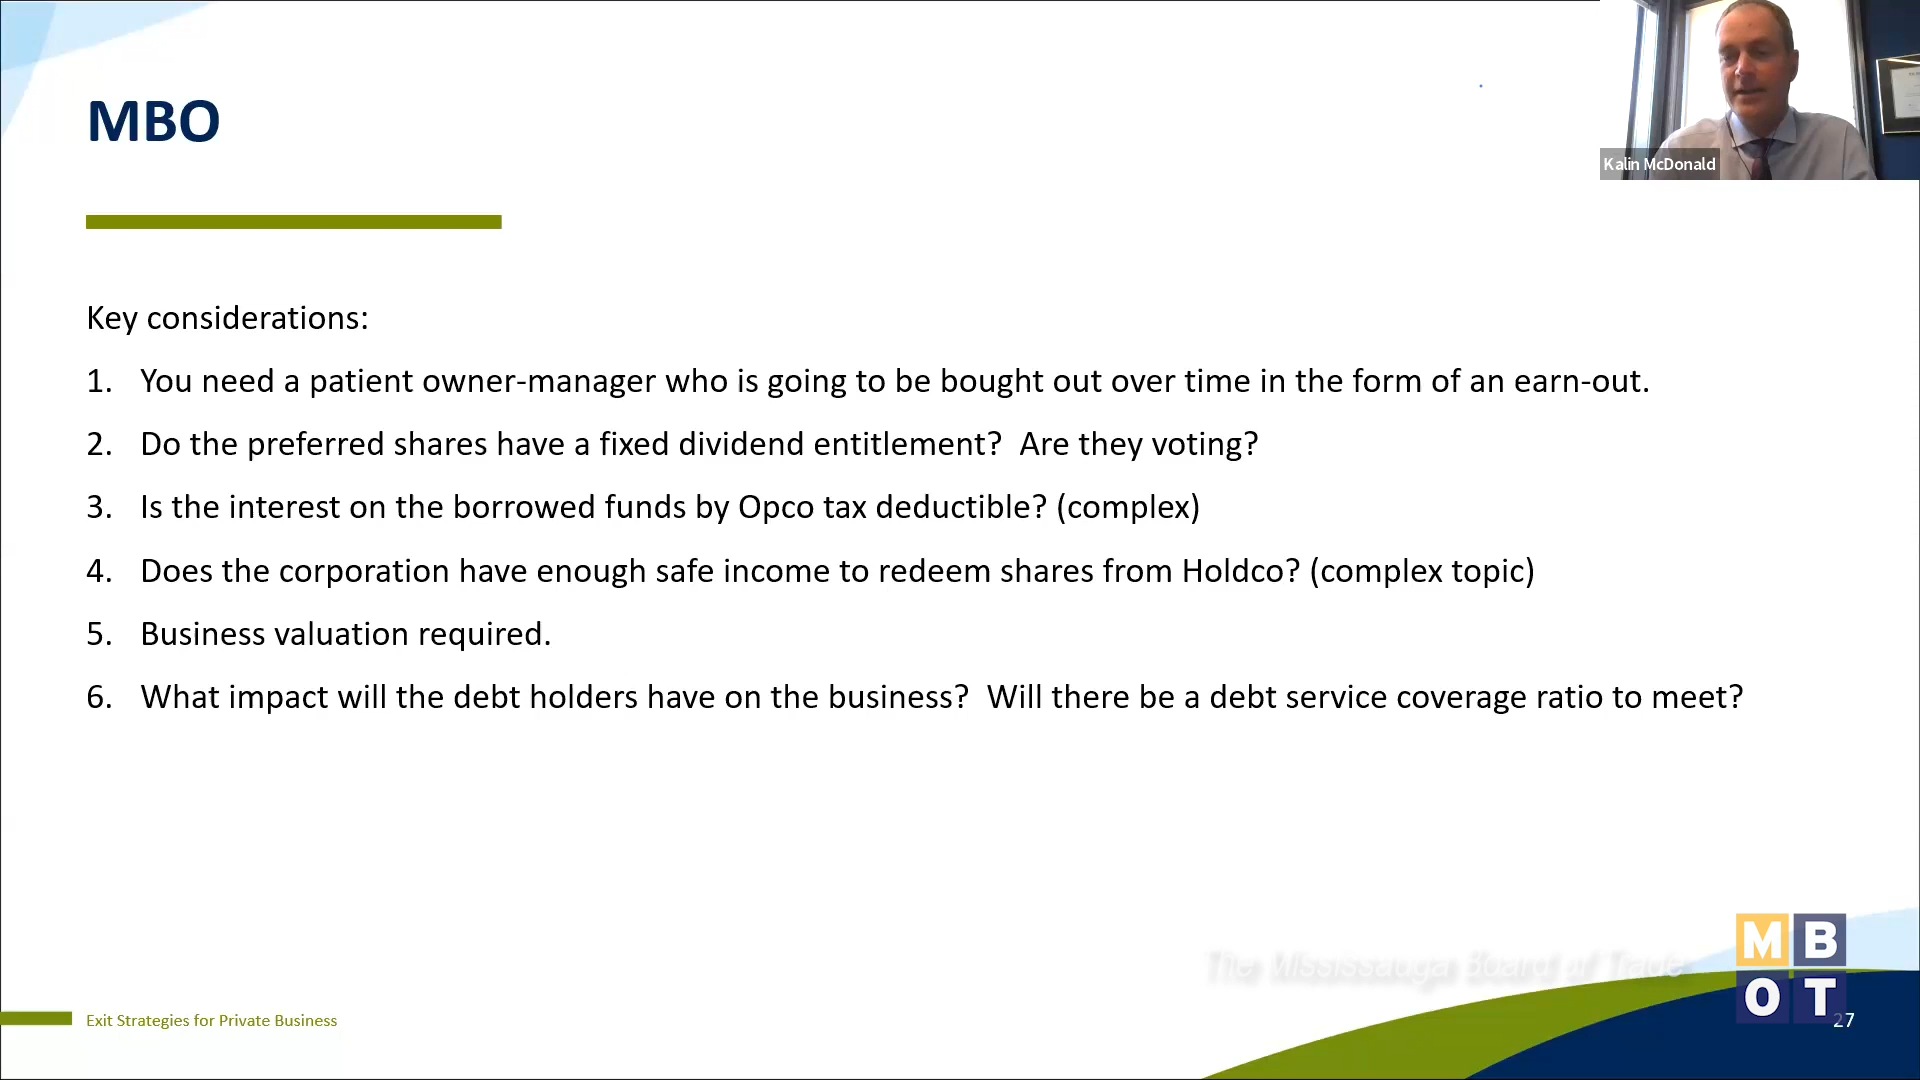 MBO
Kalin McDonald
Key considerations:
1. You need a patient owner-manager who is going to be bought out over time in the form of an earn-out.
2. Do the preferred shares have a fixed dividend entitlement?  Are they voting?
3. Is the interest on the borrowed funds by Opco tax deductible? (complex)
4. Does the corporation have enough safe income to redeem shares from Holdco? (complex topic)
5. Business valuation required.
6. What impact will the debt holders have on the business?  Will there be a debt service coverage ratio to meet?
The Mississauga Board of Trade
M B
O T
Exit Strategies for Private Business
27